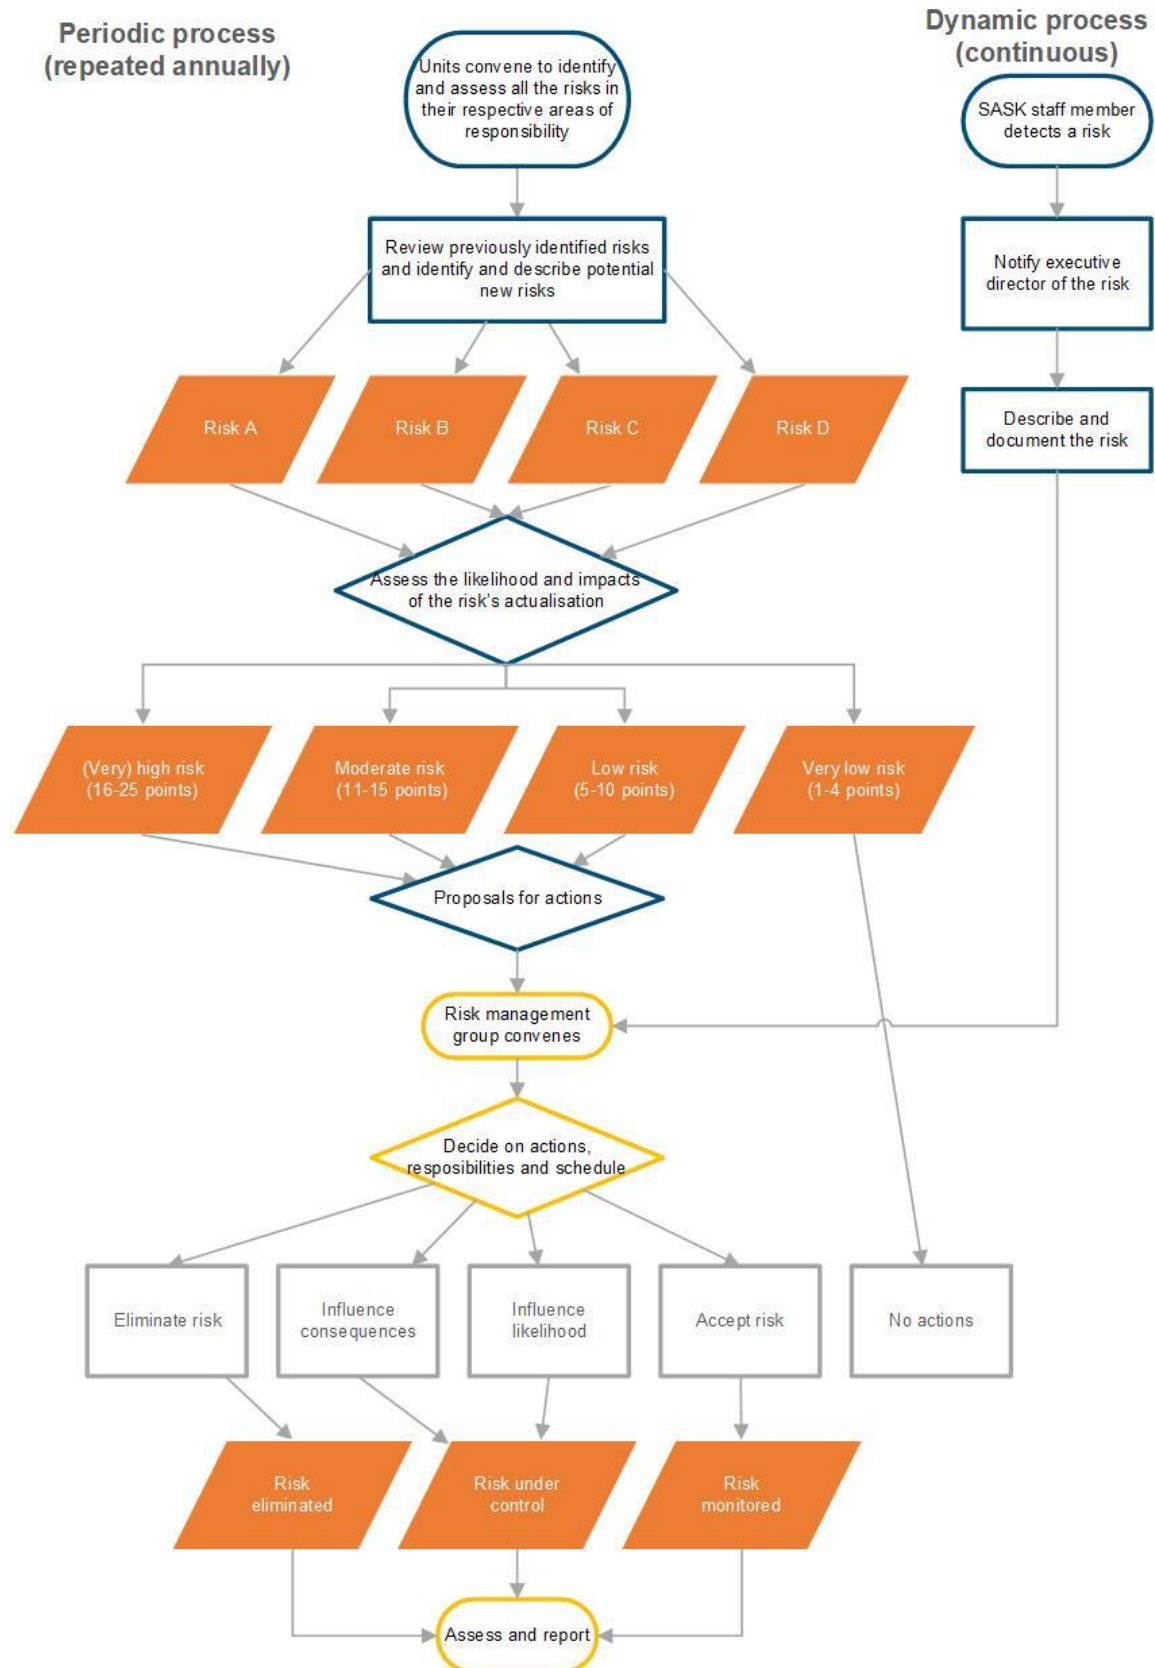 Periodic process
(repeated annually)
Dynamic process
(continuous)
Units convene to identify
and assess all the risks in
their respective areas of
responsibility
SASK staff member
detects a risk
Review previously identified risks
and identify and describe potential
new risks
Notify executive
director of the risk
Describe and
document the risk
Risk A
Risk B
Risk C
Risk D
Assess the likelihood and impacts
of the risk's actualisation
(Very) high risk
(16-25 points)
Moderate risk
(11-15 points)
Low risk
(5-10 points)
Very low risk
(1-4 points)
Proposals for actions
Risk management
group convenes
Decide on actions,
resposibilities and schedule
Eliminate risk
Influence
consequences
Influence
likelihood
Accept risk
No actions
Risk
eliminated
Risk under
control
Risk
monitored
Assess and report